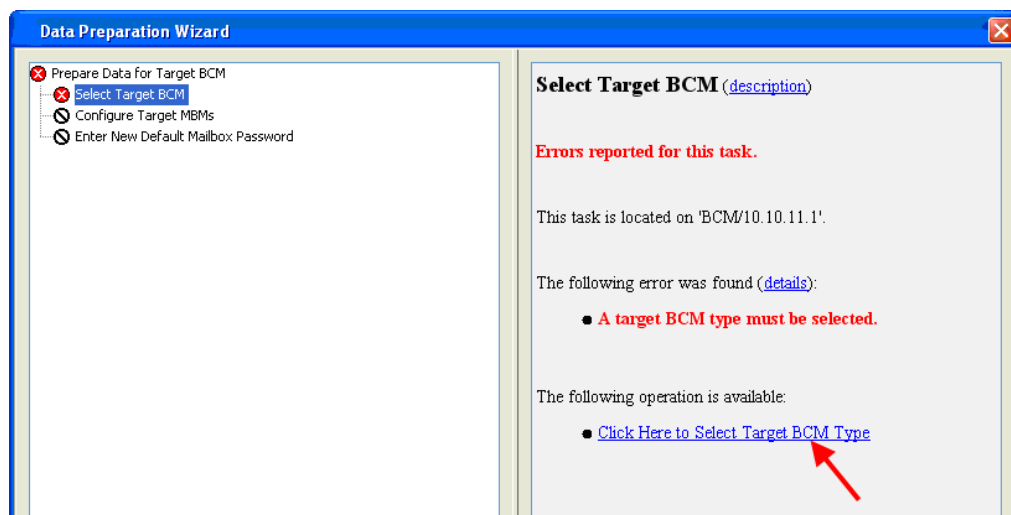 Data Preparation Wizard
Prepare Data for Target BCM
Select Target BCM
Configure Target MBMs
Enter New Default Mailbox Password
Select Target BCM (description)
Errors reported for this task.
This task is located on 'BCM/10.10.11.1'.
The following error was found (details):
A target BCM type must be selected.
The following operation is available:
Click Here to Select Target BCM Type